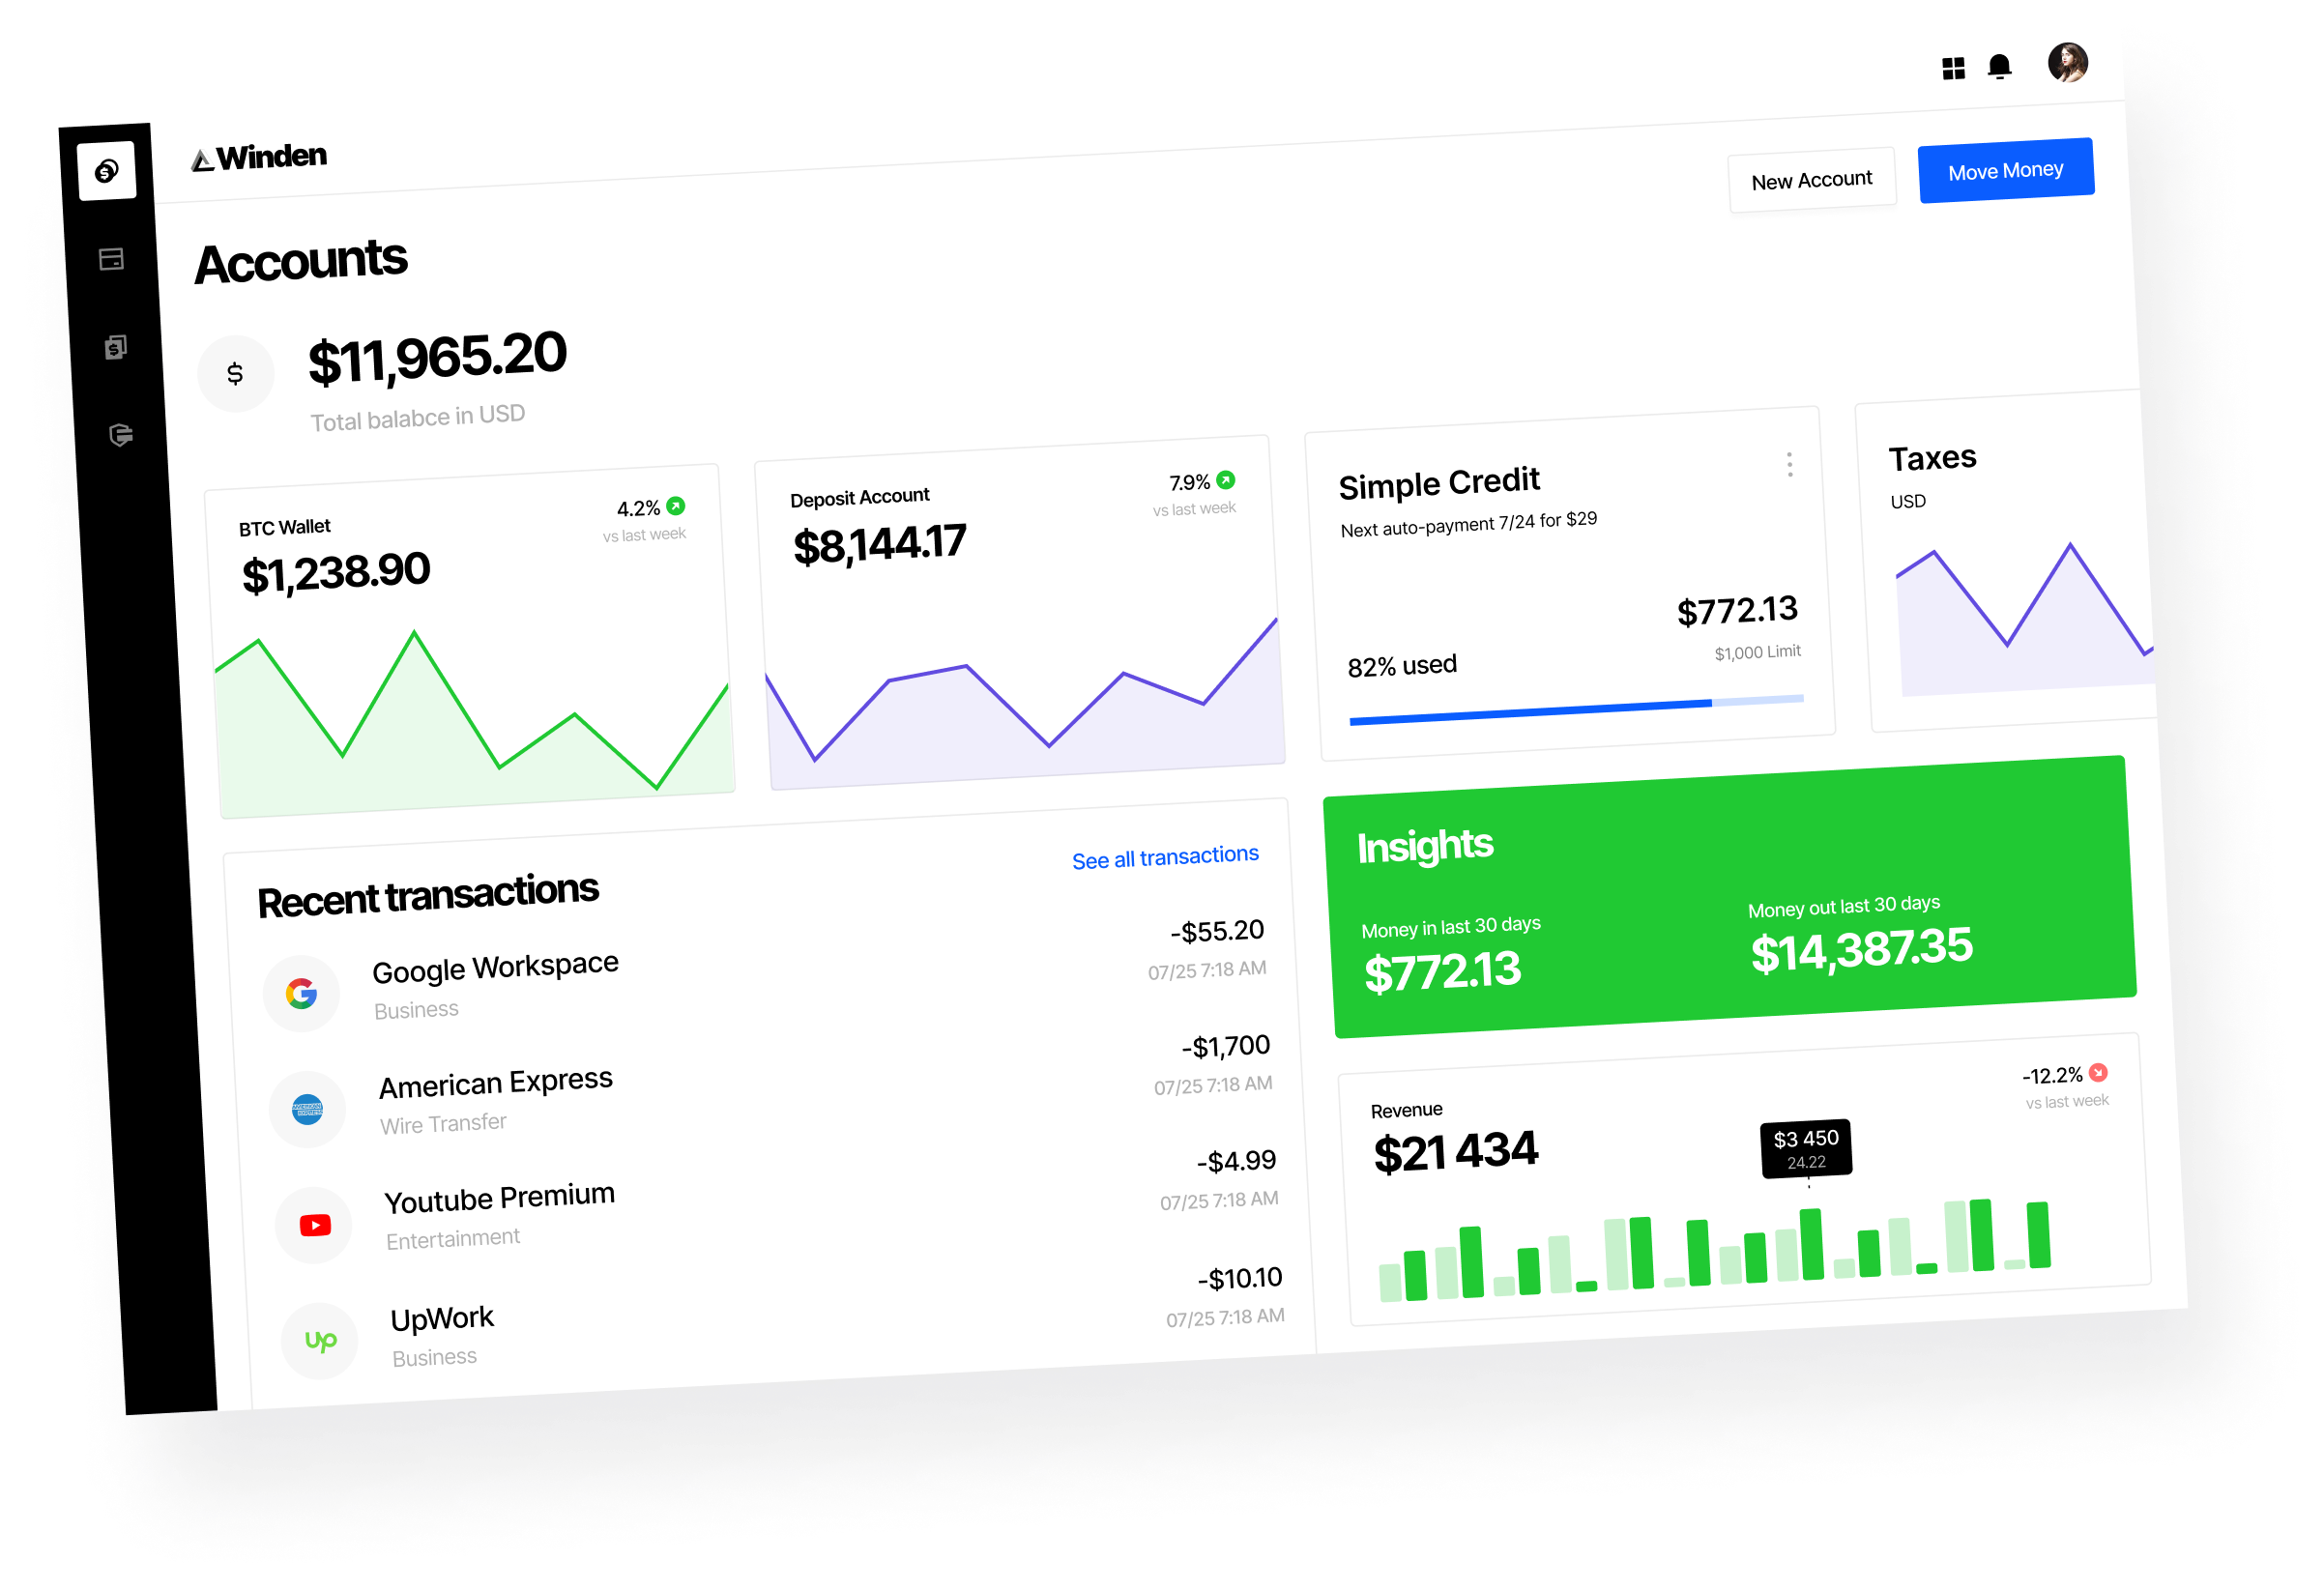 Winden
New Account
Move Money
Accounts
$
$11,965.20
Total balabce in USD
BTC Wallet
$1,238.90
4.2%
vs last week
Deposit Account
$8,144.17
7.9%
vs last week
Simple Credit
Next auto-payment 7/24 for $29
82% used
$772.13
$1,000 Limit
Taxes
USD
Recent transactions
See all transactions
Google Workspace
Business
-$55.20
07/25 7:18 AM
AMERICAN
EXPRESS
American Express
Wire Transfer
-$1,700
07/25 7:18 AM
Youtube Premium
Entertainment
-$4.99
07/25 7:18 AM
up
UpWork
Business
-$10.10
07/25 7:18 AM
Insights
Money in last 30 days
$772.13
Money out last 30 days
$14,387.35
Revenue
$21 434
-12.2%
vs last week
$3 450
24.22